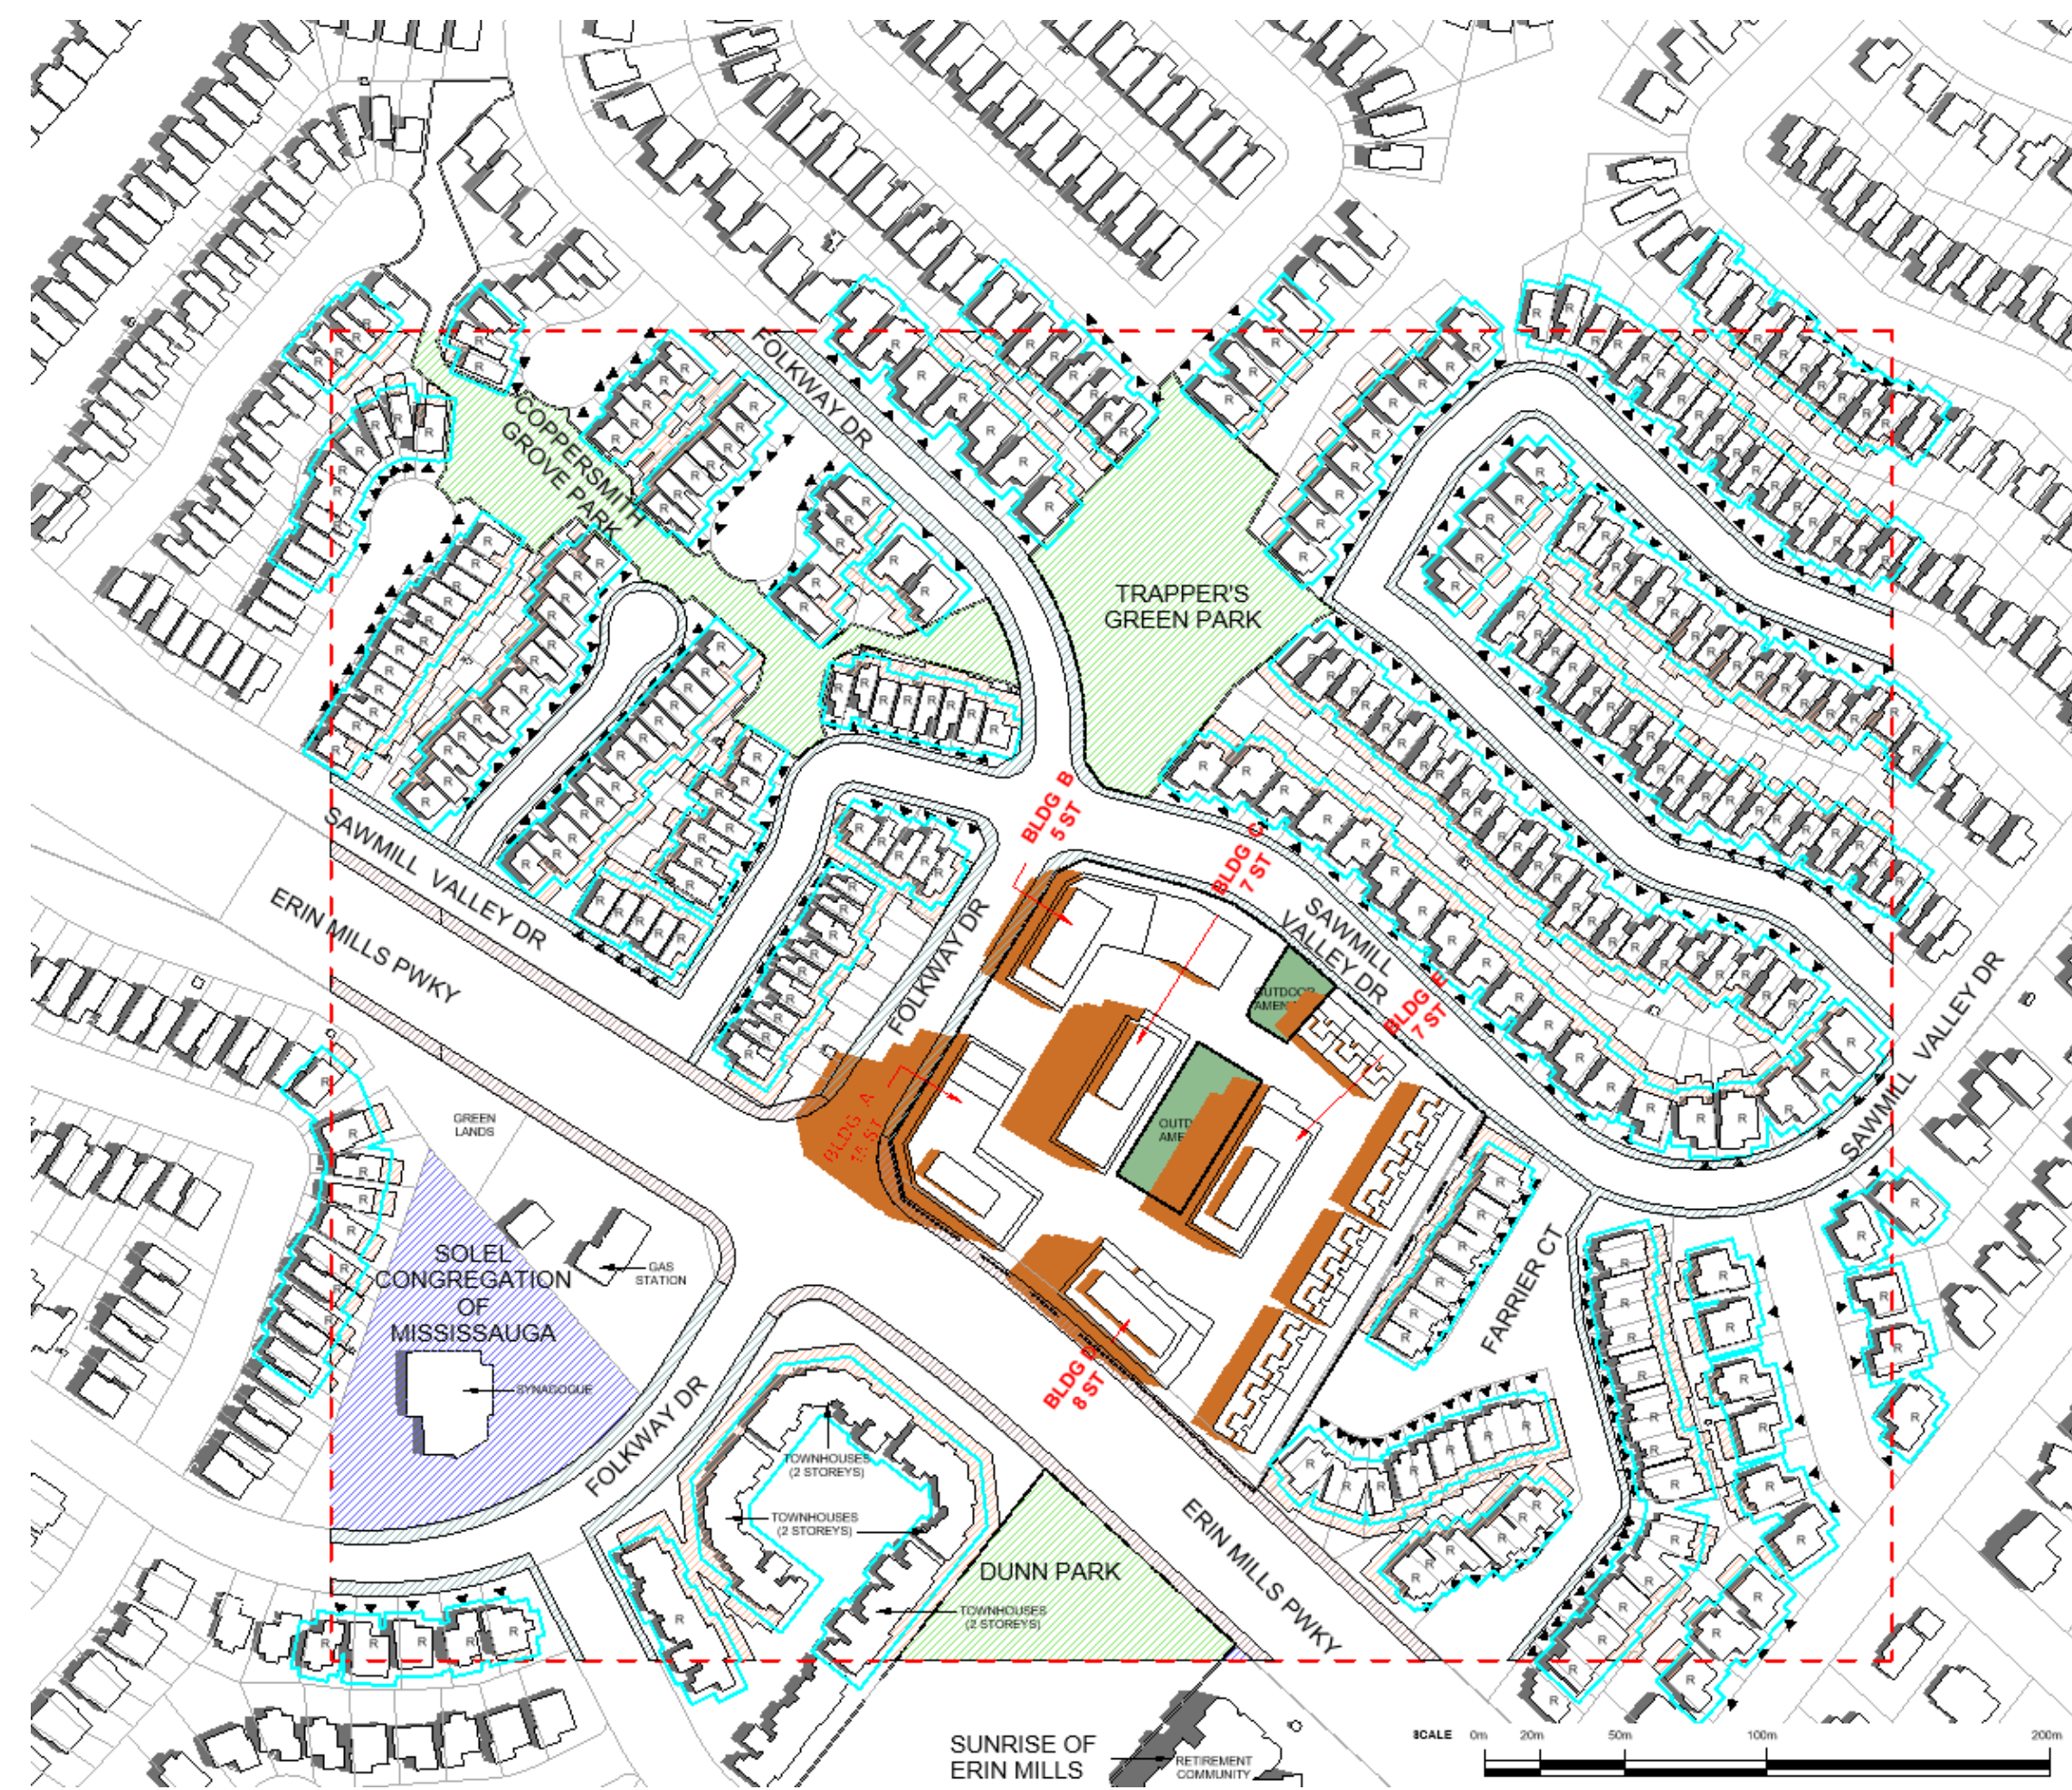 FOLKWAY DR
COPPERSMITH
GROVE PARK
TRAPPER'S
GREEN PARK
BLDG B
5 ST
BLDG C
7 ST
SAWMILL VALLEY DR
ERIN MILLS PWKY
FOLKWAY DR
SAWMILL
VALLEY DR
BLDG E
7 ST
SAWMILL VALLEY DR
OUTDOOR
GREEN
LANDS
BLDG A
SOLEL
CONGREGATION
OF
MISSISSAUGA
GAS
STATION
SYNAGOGUE
FARRIER CT
BLDG D
8 ST
FOLKWAY DR
TOWNHOUSES
(2 STOREYS)
TOWNHOUSES
(2 STOREYS)
DUNN PARK
TOWNHOUSES
(2 STOREYS)
ERIN MILLS PWKY
SUNRISE OF
ERIN MILLS
RETIREMENT
COMMUNITY
SCALE 0m 20m 50m 100m 200m